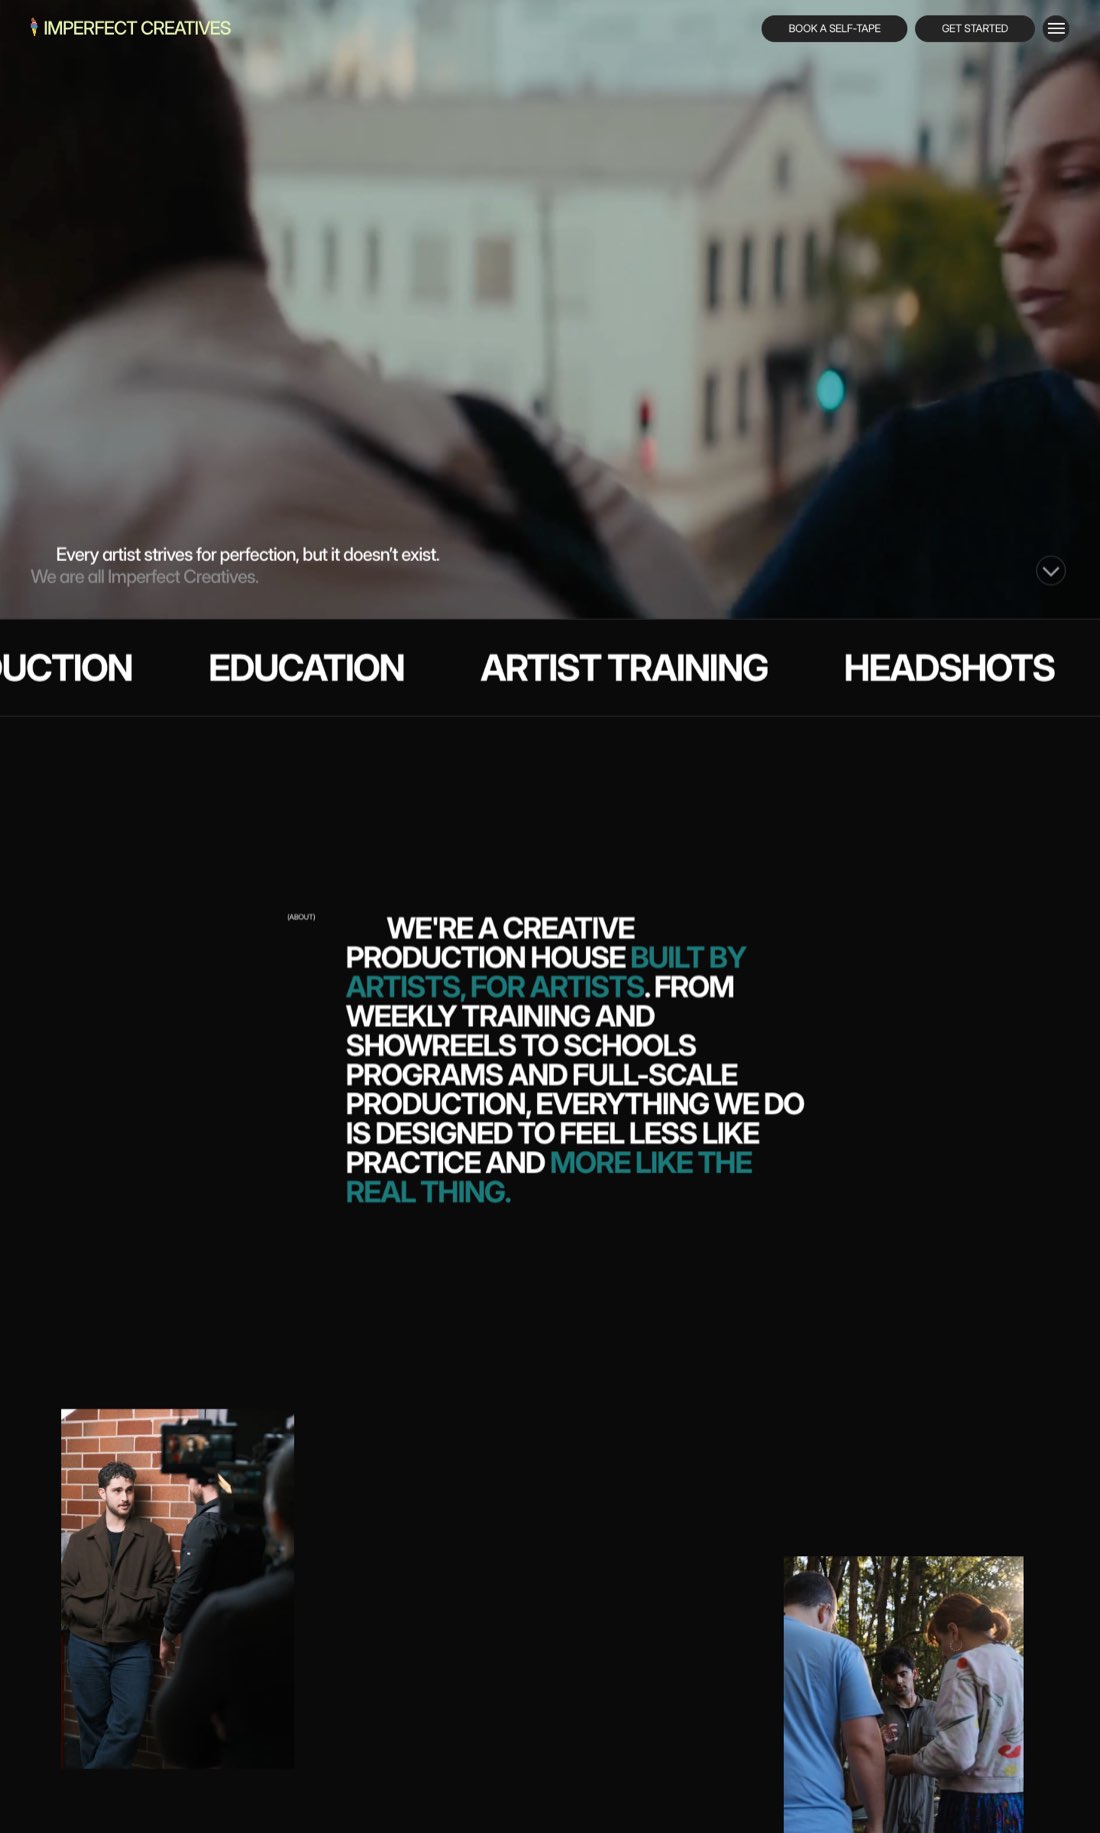 IMPERFECT CREATIVES
BOOK A SELF-TAPE
GET STARTED
Every artist strives for perfection, but it doesn’t exist.
We are all Imperfect Creatives.
DUCTION EDUCATION ARTIST TRAINING HEADSHOTS
(ABOUT)
WE'RE A CREATIVE
PRODUCTION HOUSE BUILT BY
ARTISTS, FOR ARTISTS. FROM
WEEKLY TRAINING AND
SHOWREELS TO SCHOOLS
PROGRAMS AND FULL-SCALE
PRODUCTION, EVERYTHING WE DO
IS DESIGNED TO FEEL LESS LIKE
PRACTICE AND MORE LIKE THE
REAL THING.